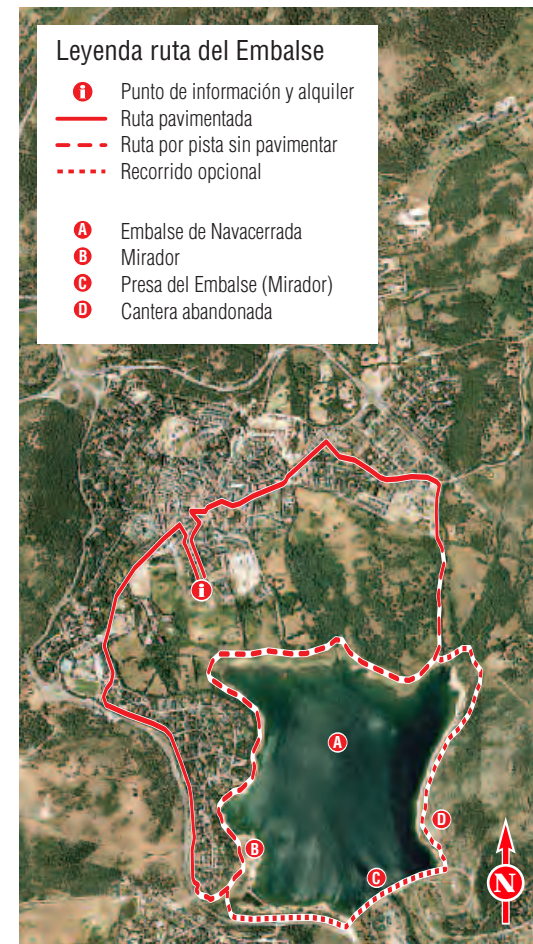 Leyenda ruta del Embalse
i Punto de información y alquiler
Ruta pavimentada
Ruta por pista sin pavimentar
Recorrido opcional
A Embalse de Navacerrada
B Mirador
C Presa del Embalse (Mirador)
D Cantera abandonada
i
A
D
B
C
N